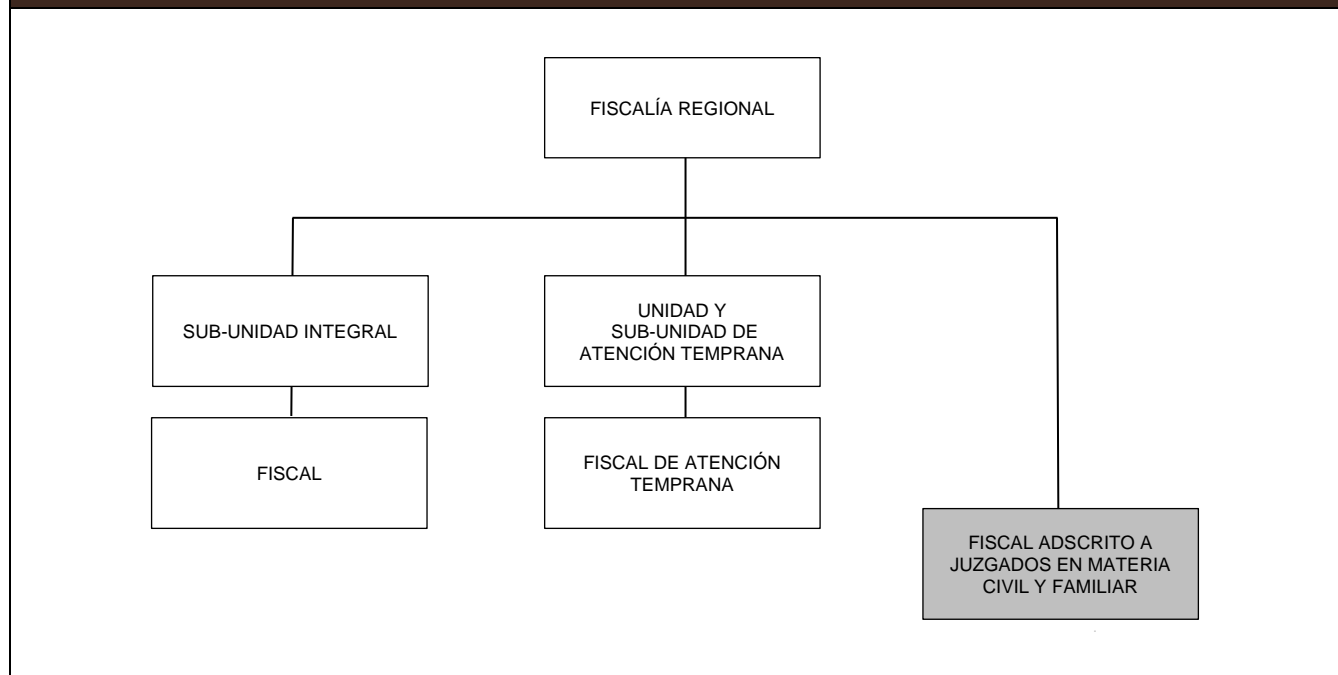 FISCALÍA REGIONAL
SUB-UNIDAD INTEGRAL
UNIDAD Y
SUB-UNIDAD DE
ATENCIÓN TEMPRANA
FISCAL
FISCAL DE ATENCIÓN
TEMPRANA
FISCAL ADSCRITO A
JUZGADOS EN MATERIA
CIVIL Y FAMILIAR